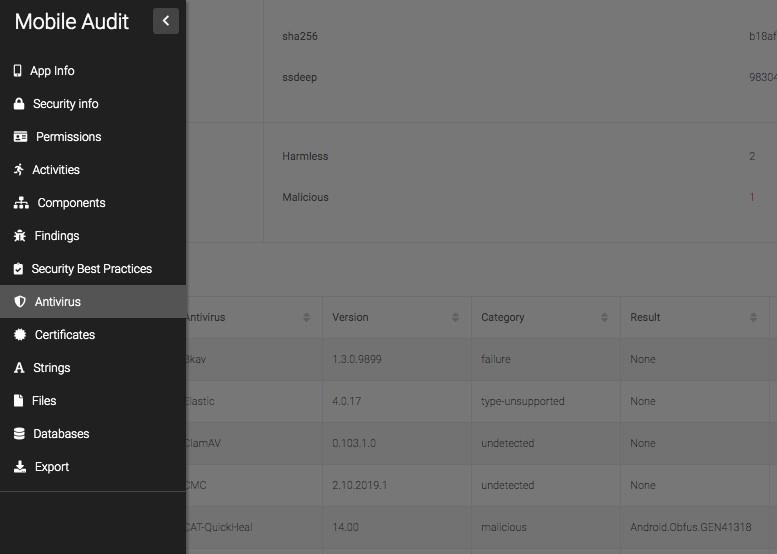 Mobile Audit
App Info
Security info
Permissions
Activities
Components
Findings
Security Best Practices
Antivirus
Certificates
Strings
Files
Databases
Export
sha256 b18af
ssdeep 98304
Harmless 2
Malicious 1
Antivirus Version Category Result
Bkav 1.3.0.9899 failure None
Elastic 4.0.17 type-unsupported None
ClamAV 0.103.1.0 undetected None
CMC 2.10.2019.1 undetected None
CAT-QuickHeal 14.00 malicious Android.Obfus.GEN41318